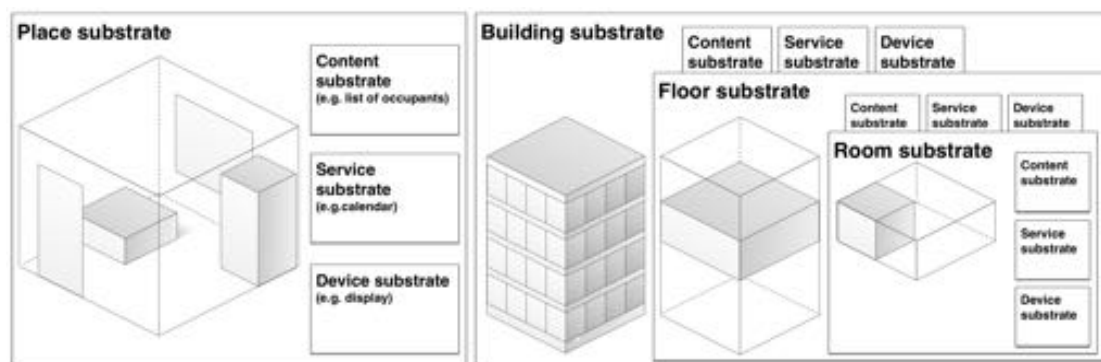 Place substrate
Content
substrate
(e.g. list of occupants)
Service
substrate
(e.g.calendar)
Device substrate
(e.g. display)
Building substrate
Content
substrate
Service
substrate
Device
substrate
Floor substrate
Content
substrate
Service
substrate
Device
substrate
Room substrate
Content
substrate
Service
substrate
Device
substrate